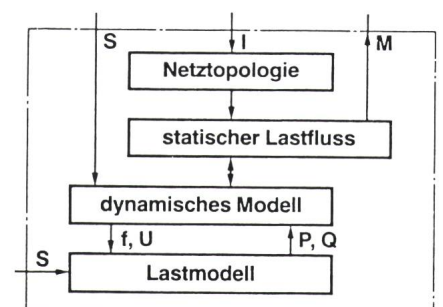 S I M
Netztopologie
statischer Lastfluss
dynamisches Modell
f, U P, Q
S
Lastmodell